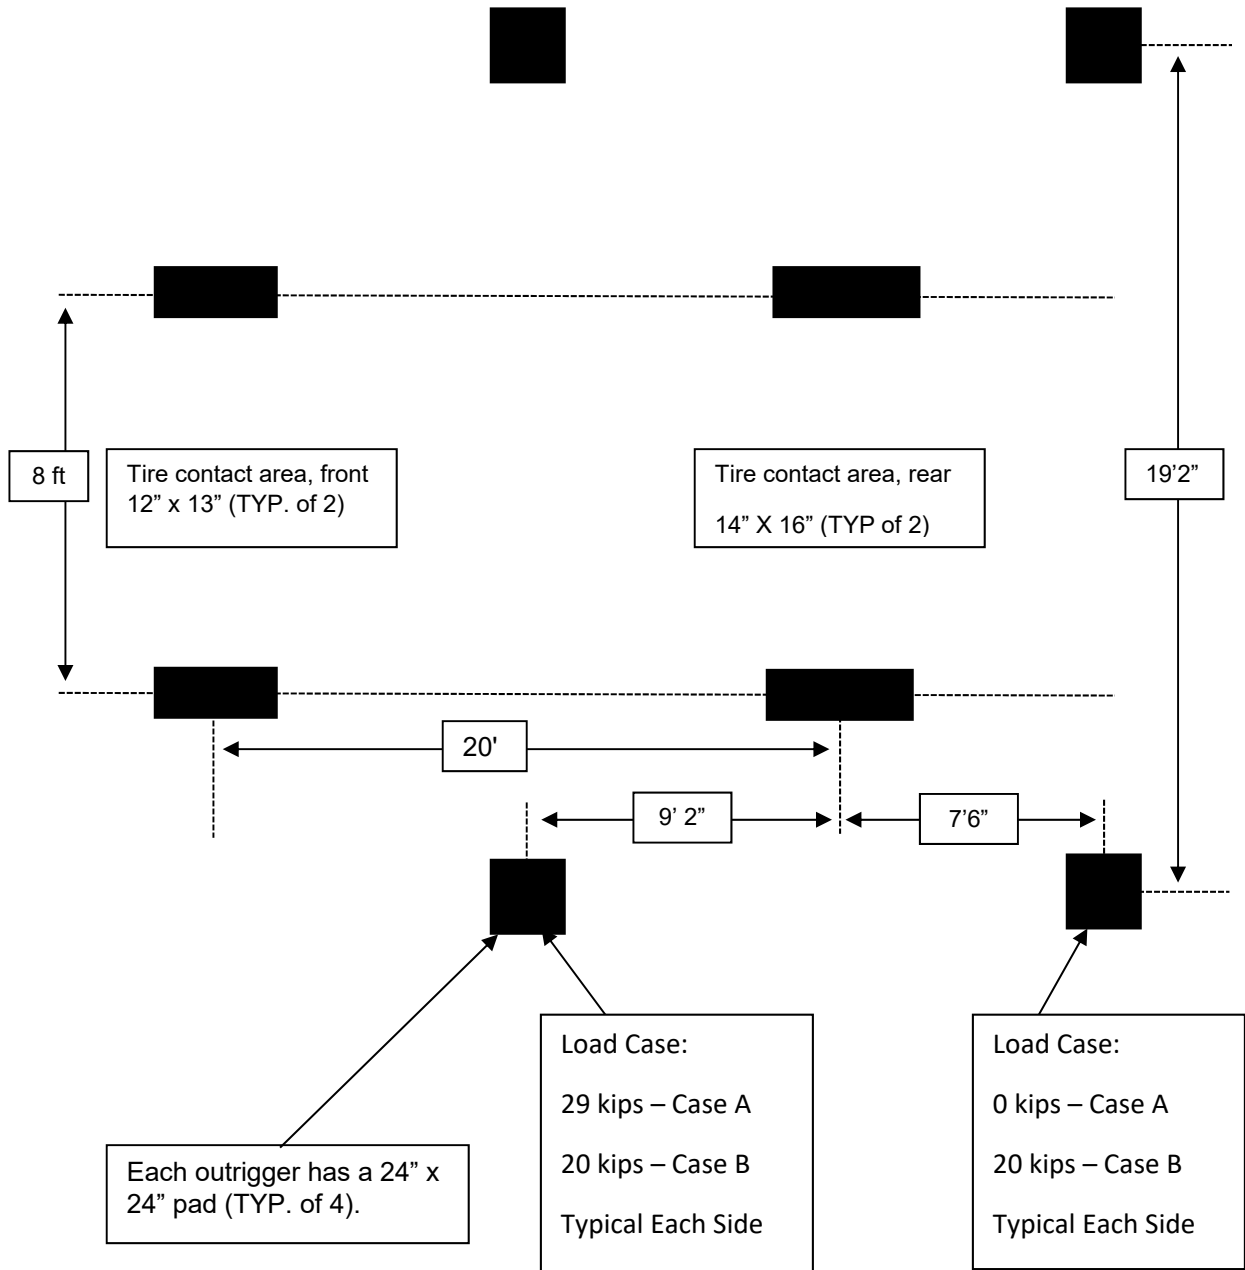 8 ft
Tire contact area, front
12” x 13” (TYP. of 2)
Tire contact area, rear
14” X 16” (TYP of 2)
19’2”
20'
9’ 2”
7’6”
Each outrigger has a 24” x
24” pad (TYP. of 4).
Load Case:
29 kips – Case A
20 kips – Case B
Typical Each Side
Load Case:
0 kips – Case A
20 kips – Case B
Typical Each Side